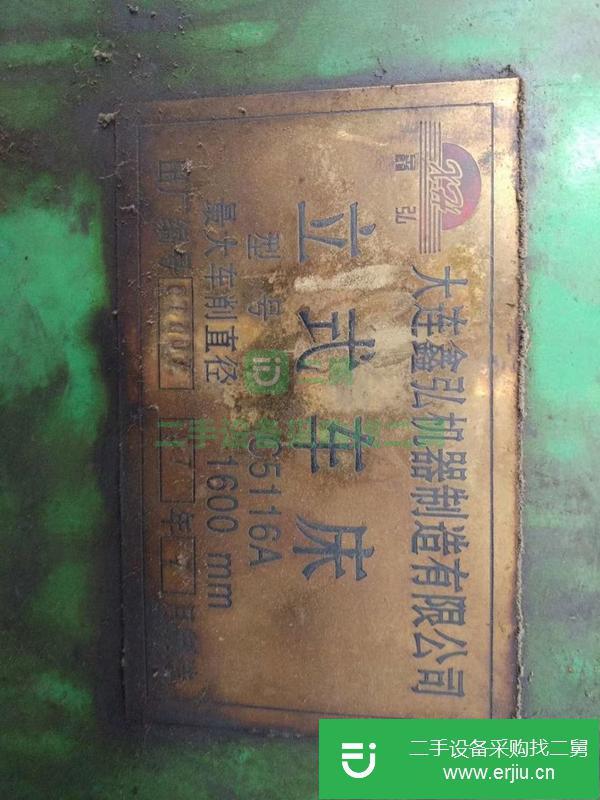 鑫弘
大连鑫弘机器制造有限公司
立式车床
型号 C5116A
最大车削直径 1600 mm
出厂编号 年 月
二手设备采购找二舅
www.erjiu.cn